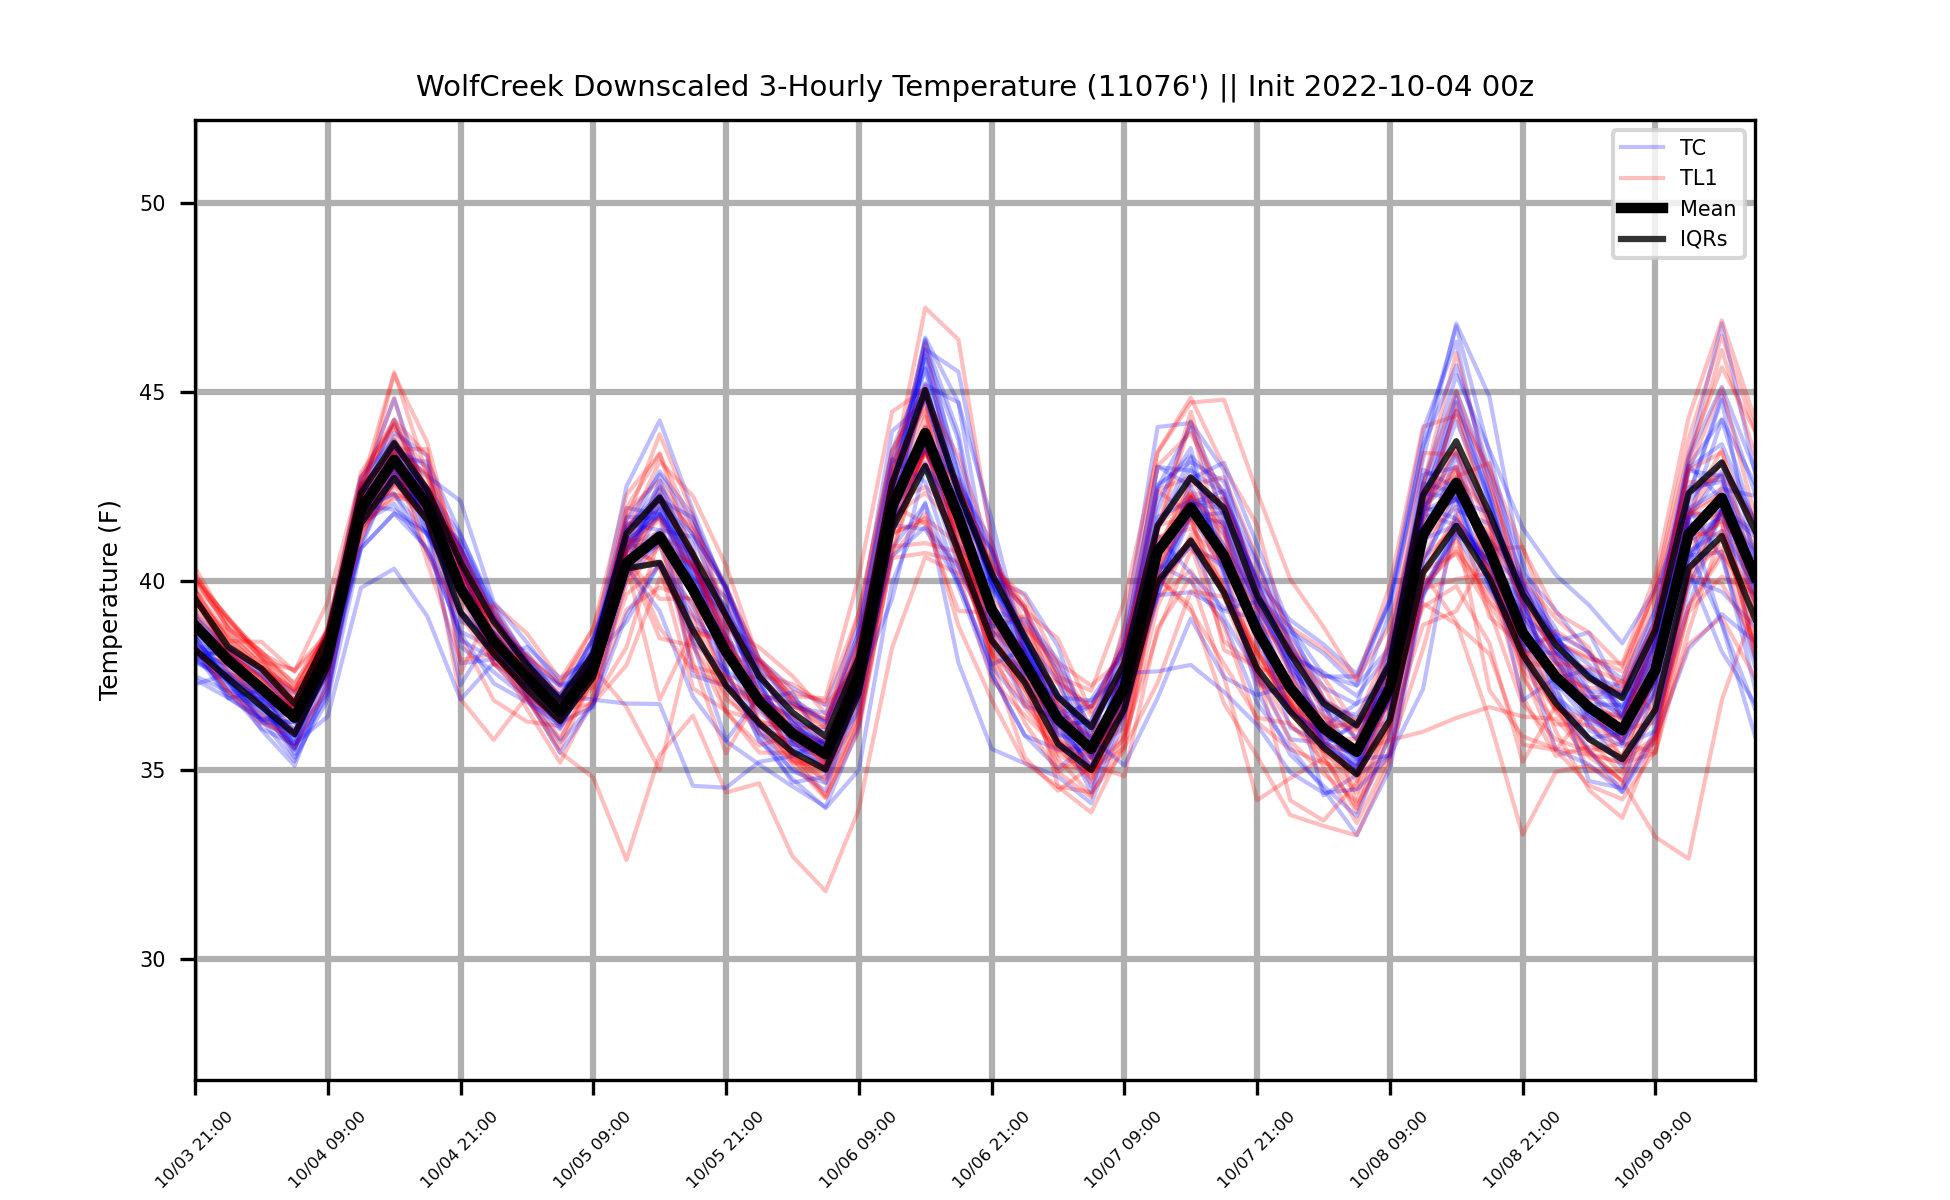 WolfCreek Downscaled 3-Hourly Temperature (11076') || Init 2022-10-04 00z
TC
TL1
Mean
IQRs
Temperature (F)
50
45
40
35
30
10/03 21:00
10/04 09:00
10/04 21:00
10/05 09:00
10/05 21:00
10/06 09:00
10/06 21:00
10/07 09:00
10/07 21:00
10/08 09:00
10/08 21:00
10/09 09:00